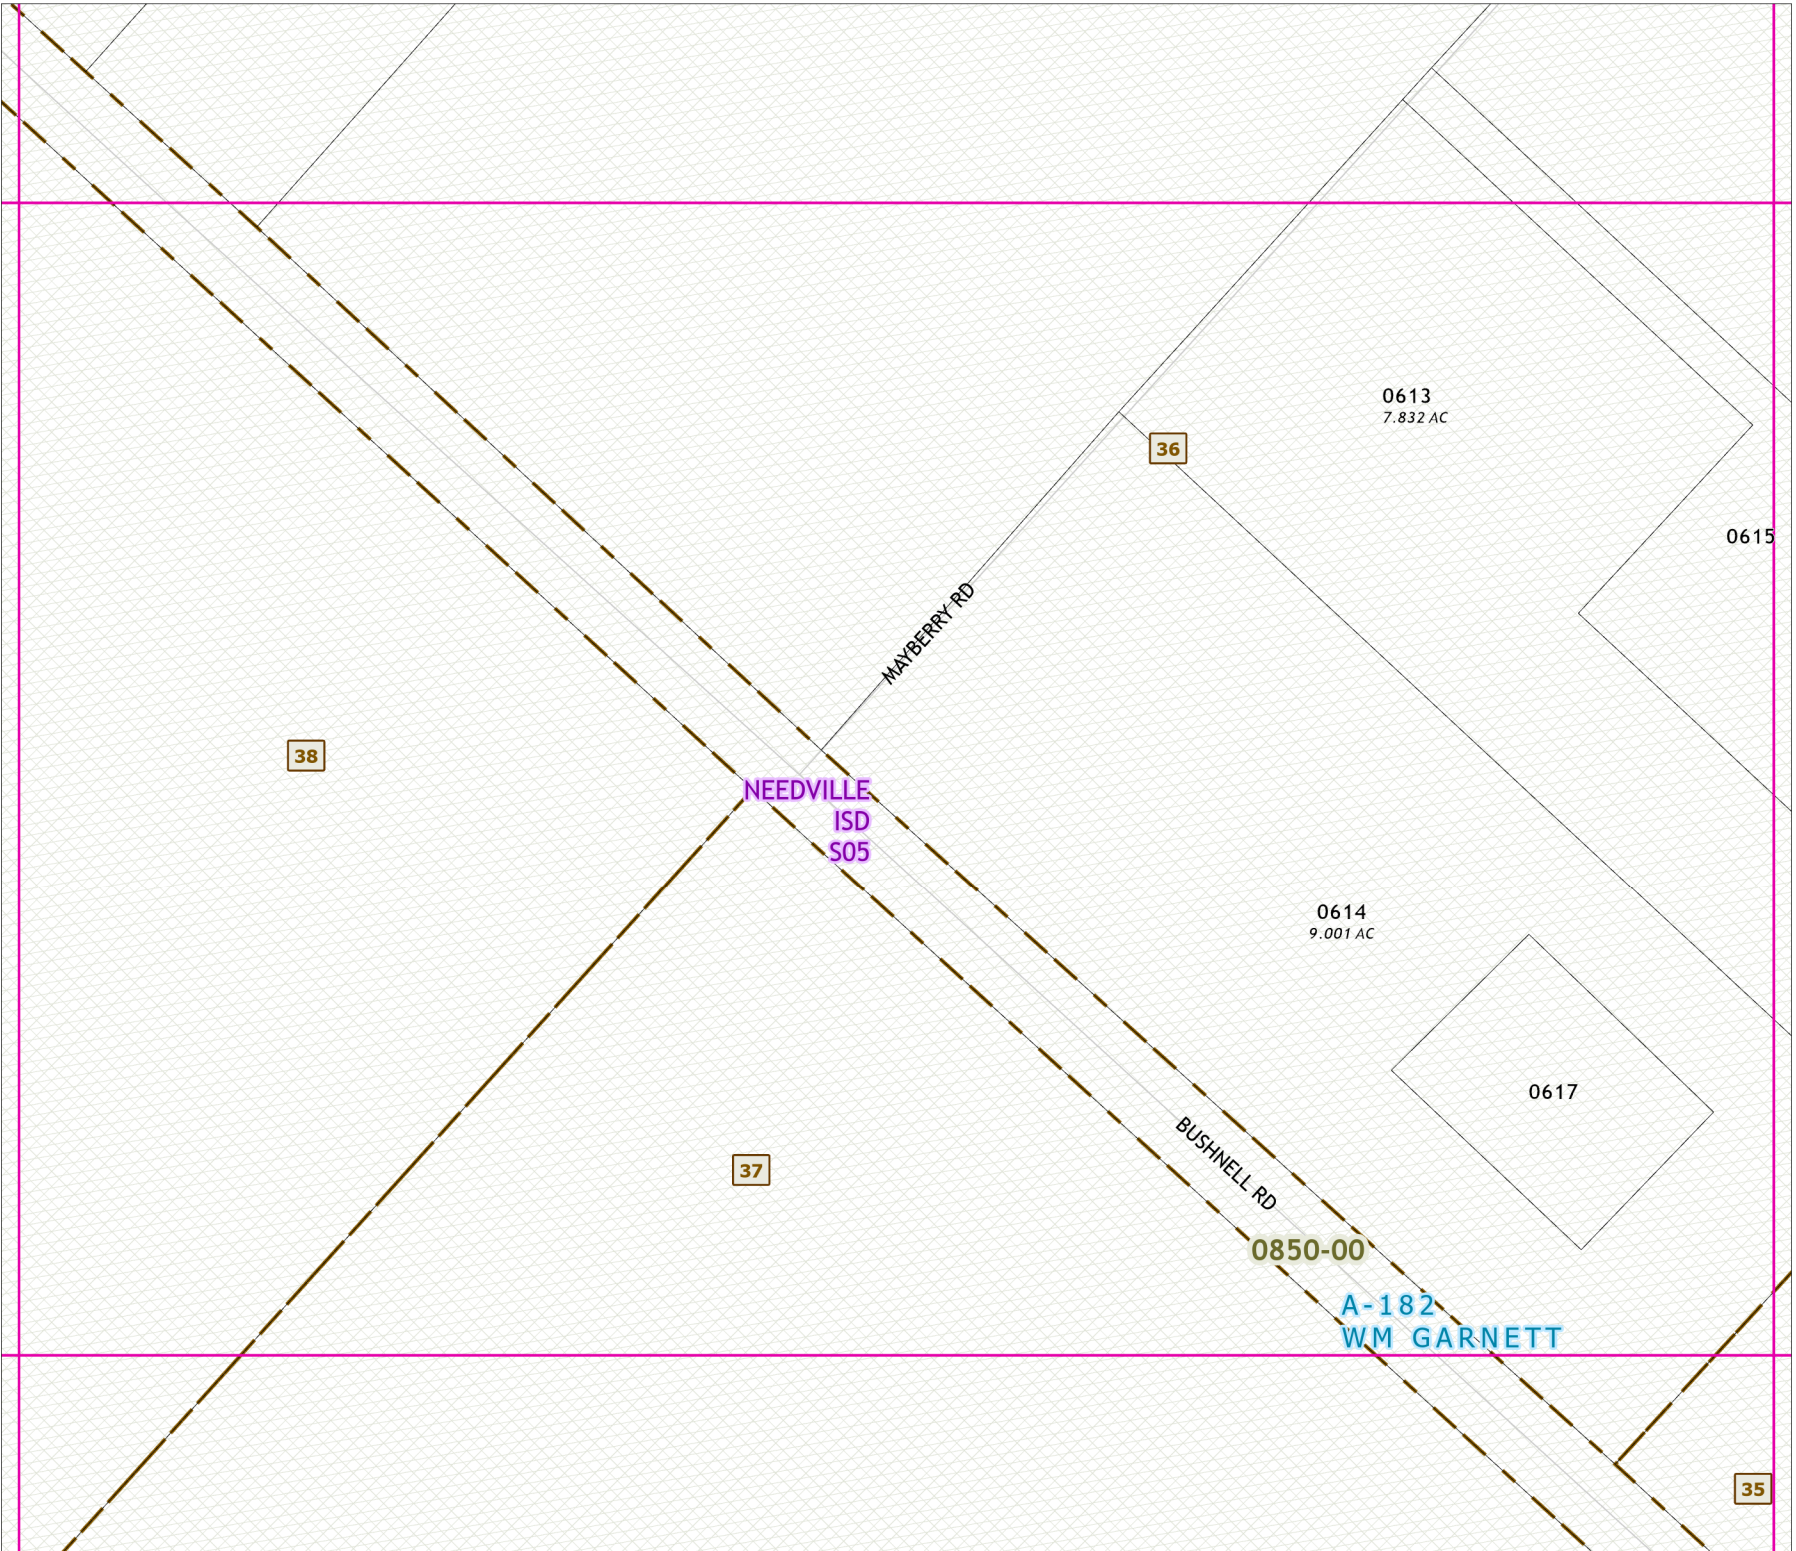 0613
7.832 AC
36
0615
MAYBERRY RD
38
NEEDVILLE
ISD
S05
0614
9.001 AC
0617
BUSHNELL RD
37
0850-00
A-182
WM GARNETT
35